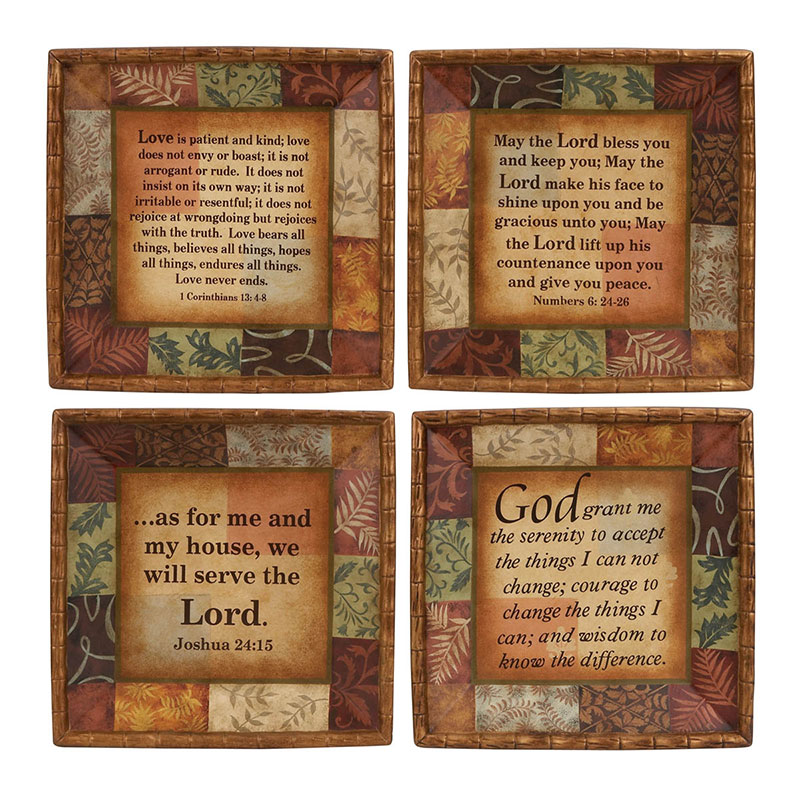 Love is patient and kind; love
does not envy or boast; it is not
arrogant or rude. It does not
insist on its own way; it is not
irritable or resentful; it does not
rejoice at wrongdoing but rejoices
with the truth. Love bears all
things, believes all things, hopes
all things, endures all things.
Love never ends.
1 Corinthians 13: 4-8
May the Lord bless you
and keep you; May the
Lord make his face to
shine upon you and be
gracious unto you; May
the Lord lift up his
countenance upon you
and give you peace.
Numbers 6: 24-26
...as for me and
my house, we
will serve the
Lord.
Joshua 24:15
God grant me
the serenity to accept
the things I can not
change; courage to
change the things I
can; and wisdom to
know the difference.